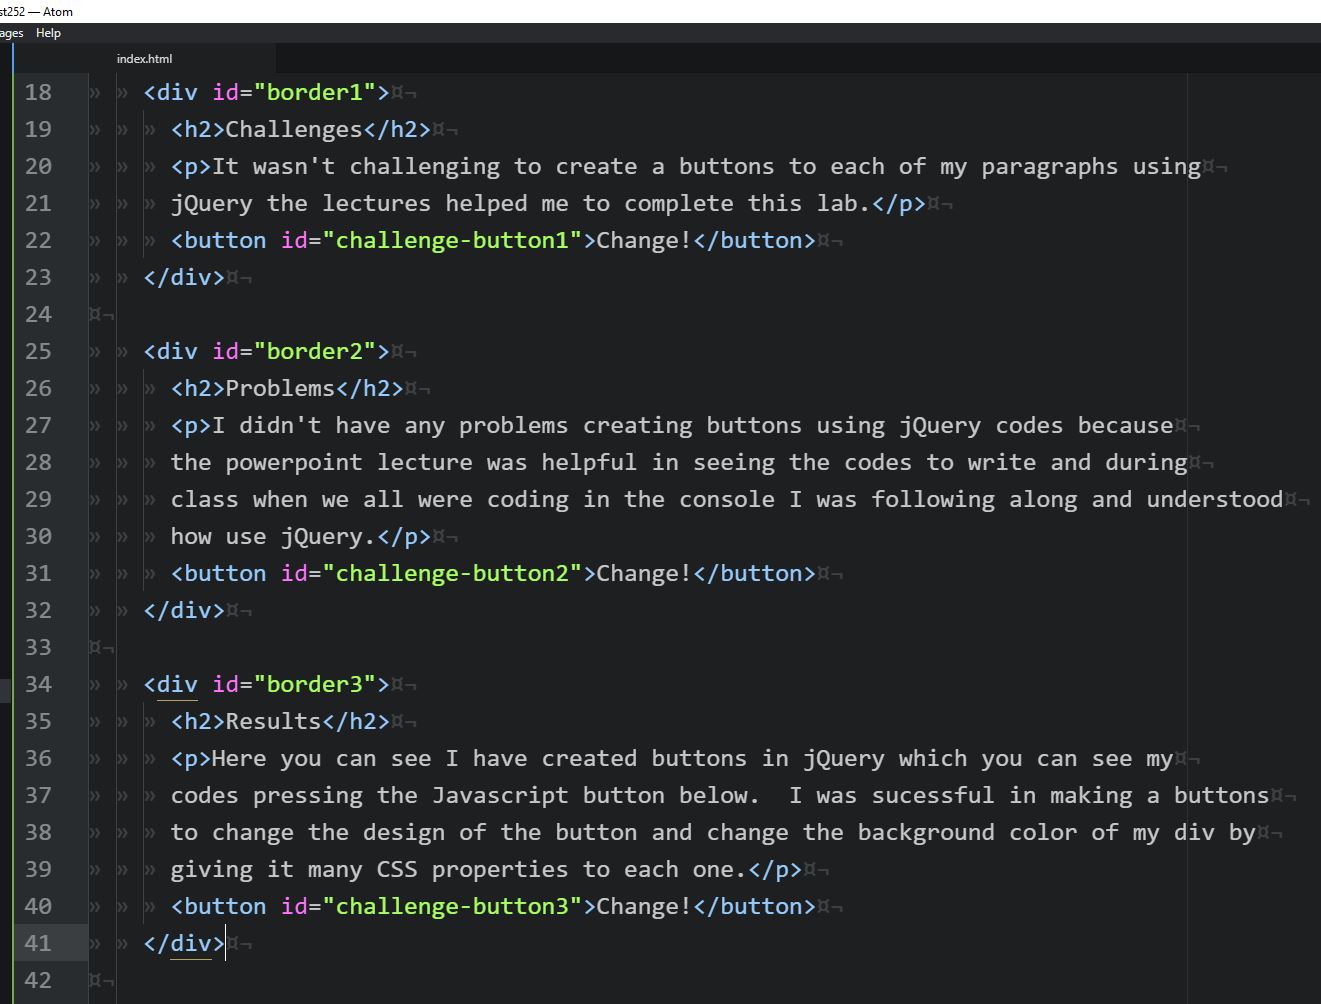 st252 — Atom
ages Help
index.html
18 <div id="border1">
19 <h2>Challenges</h2>
20 <p>It wasn't challenging to create a buttons to each of my paragraphs using
21 jQuery the lectures helped me to complete this lab.</p>
22 <button id="challenge-button1">Change!</button>
23 </div>
24
25 <div id="border2">
26 <h2>Problems</h2>
27 <p>I didn't have any problems creating buttons using jQuery codes because
28 the powerpoint lecture was helpful in seeing the codes to write and during
29 class when we all were coding in the console I was following along and understood
30 how use jQuery.</p>
31 <button id="challenge-button2">Change!</button>
32 </div>
33
34 <div id="border3">
35 <h2>Results</h2>
36 <p>Here you can see I have created buttons in jQuery which you can see my
37 codes pressing the Javascript button below.  I was sucessful in making a buttons
38 to change the design of the button and change the background color of my div by
39 giving it many CSS properties to each one.</p>
40 <button id="challenge-button3">Change!</button>
41 </div>
42